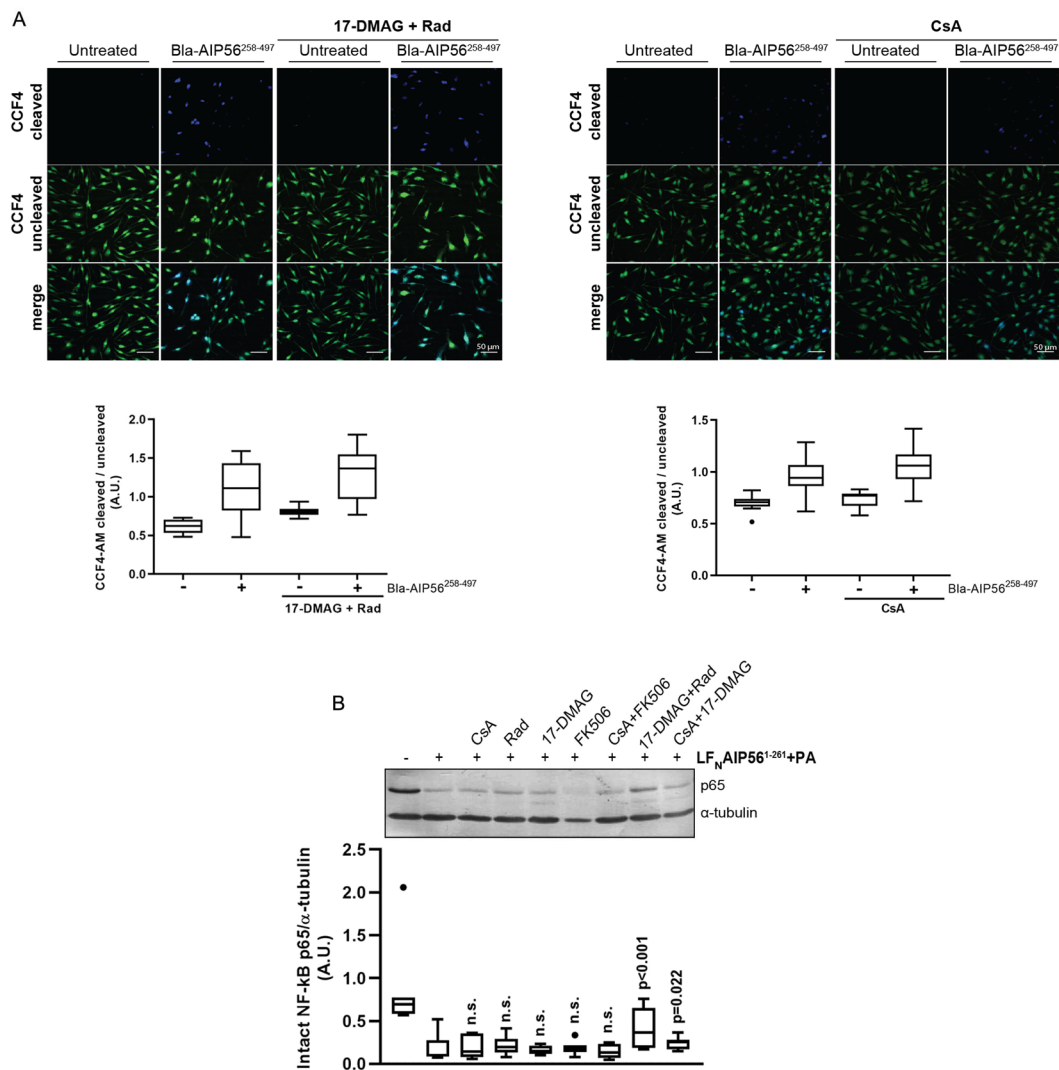 A
17-DMAG + Rad
Untreated Bla-AIP56²⁵⁸⁻⁴⁹⁷ Untreated Bla-AIP56²⁵⁸⁻⁴⁹⁷
CCF4 cleaved
CCF4 uncleaved
merge
50 µm
CsA
Untreated Bla-AIP56²⁵⁸⁻⁴⁹⁷ Untreated Bla-AIP56²⁵⁸⁻⁴⁹⁷
CCF4 cleaved
CCF4 uncleaved
merge
50 µm
CCF4-AM cleaved / uncleaved
(A.U.)
2.0
1.5
1.0
0.5
0.0
- + - + Bla-AIP56²⁵⁸⁻⁴⁹⁷
17-DMAG + Rad
CCF4-AM cleaved / uncleaved
(A.U.)
1.5
1.0
0.5
0.0
- + - + Bla-AIP56²⁵⁸⁻⁴⁹⁷
CsA
B
CsA Rad 17-DMAG FK506 CsA+FK506 17-DMAG+Rad CsA+17-DMAG
- + + + + + + + + LF_NAIP56¹⁻²⁶¹+PA
p65
α-tubulin
Intact NF-kB p65/α-tubulin
(A.U.)
2.5
2.0
1.5
1.0
0.5
0.0
n.s. n.s. n.s. n.s. n.s. p<0.001 p=0.022